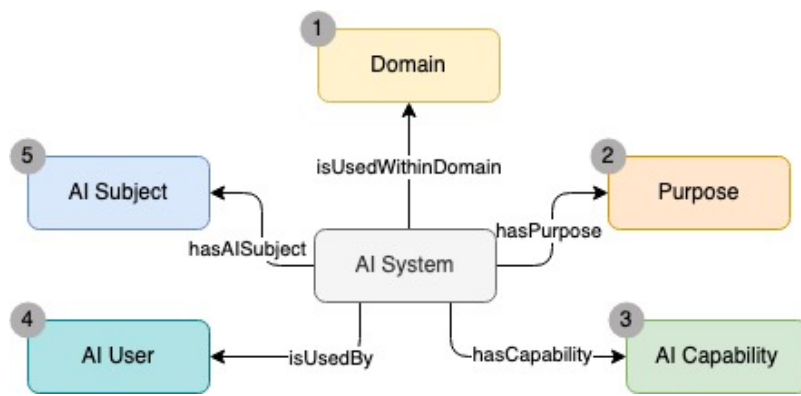 1
Domain
5
AI Subject
isUsedWithinDomain
2
Purpose
hasAISubject
AI System
hasPurpose
4
AI User
isUsedBy
hasCapability
3
AI Capability